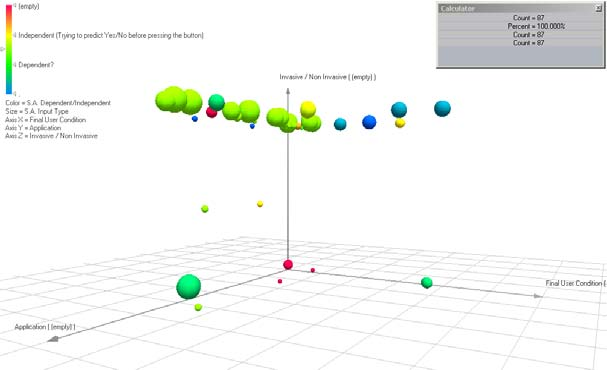 (empty)
Independent (Trying to predict Yes/No before pressing the button)
Dependent?
Color = S.A. Dependent/Independent
Size = S.A. Input Type
Axis X = Final User Condition
Axis Y = Application
Axis Z = Invasive / Non Invasive
Calculator
Count = 87
Percent = 100.000%
Count = 87
Count = 87
Invasive / Non Invasive ( (empty) )
Final User Condition (
Application ( (empty) )